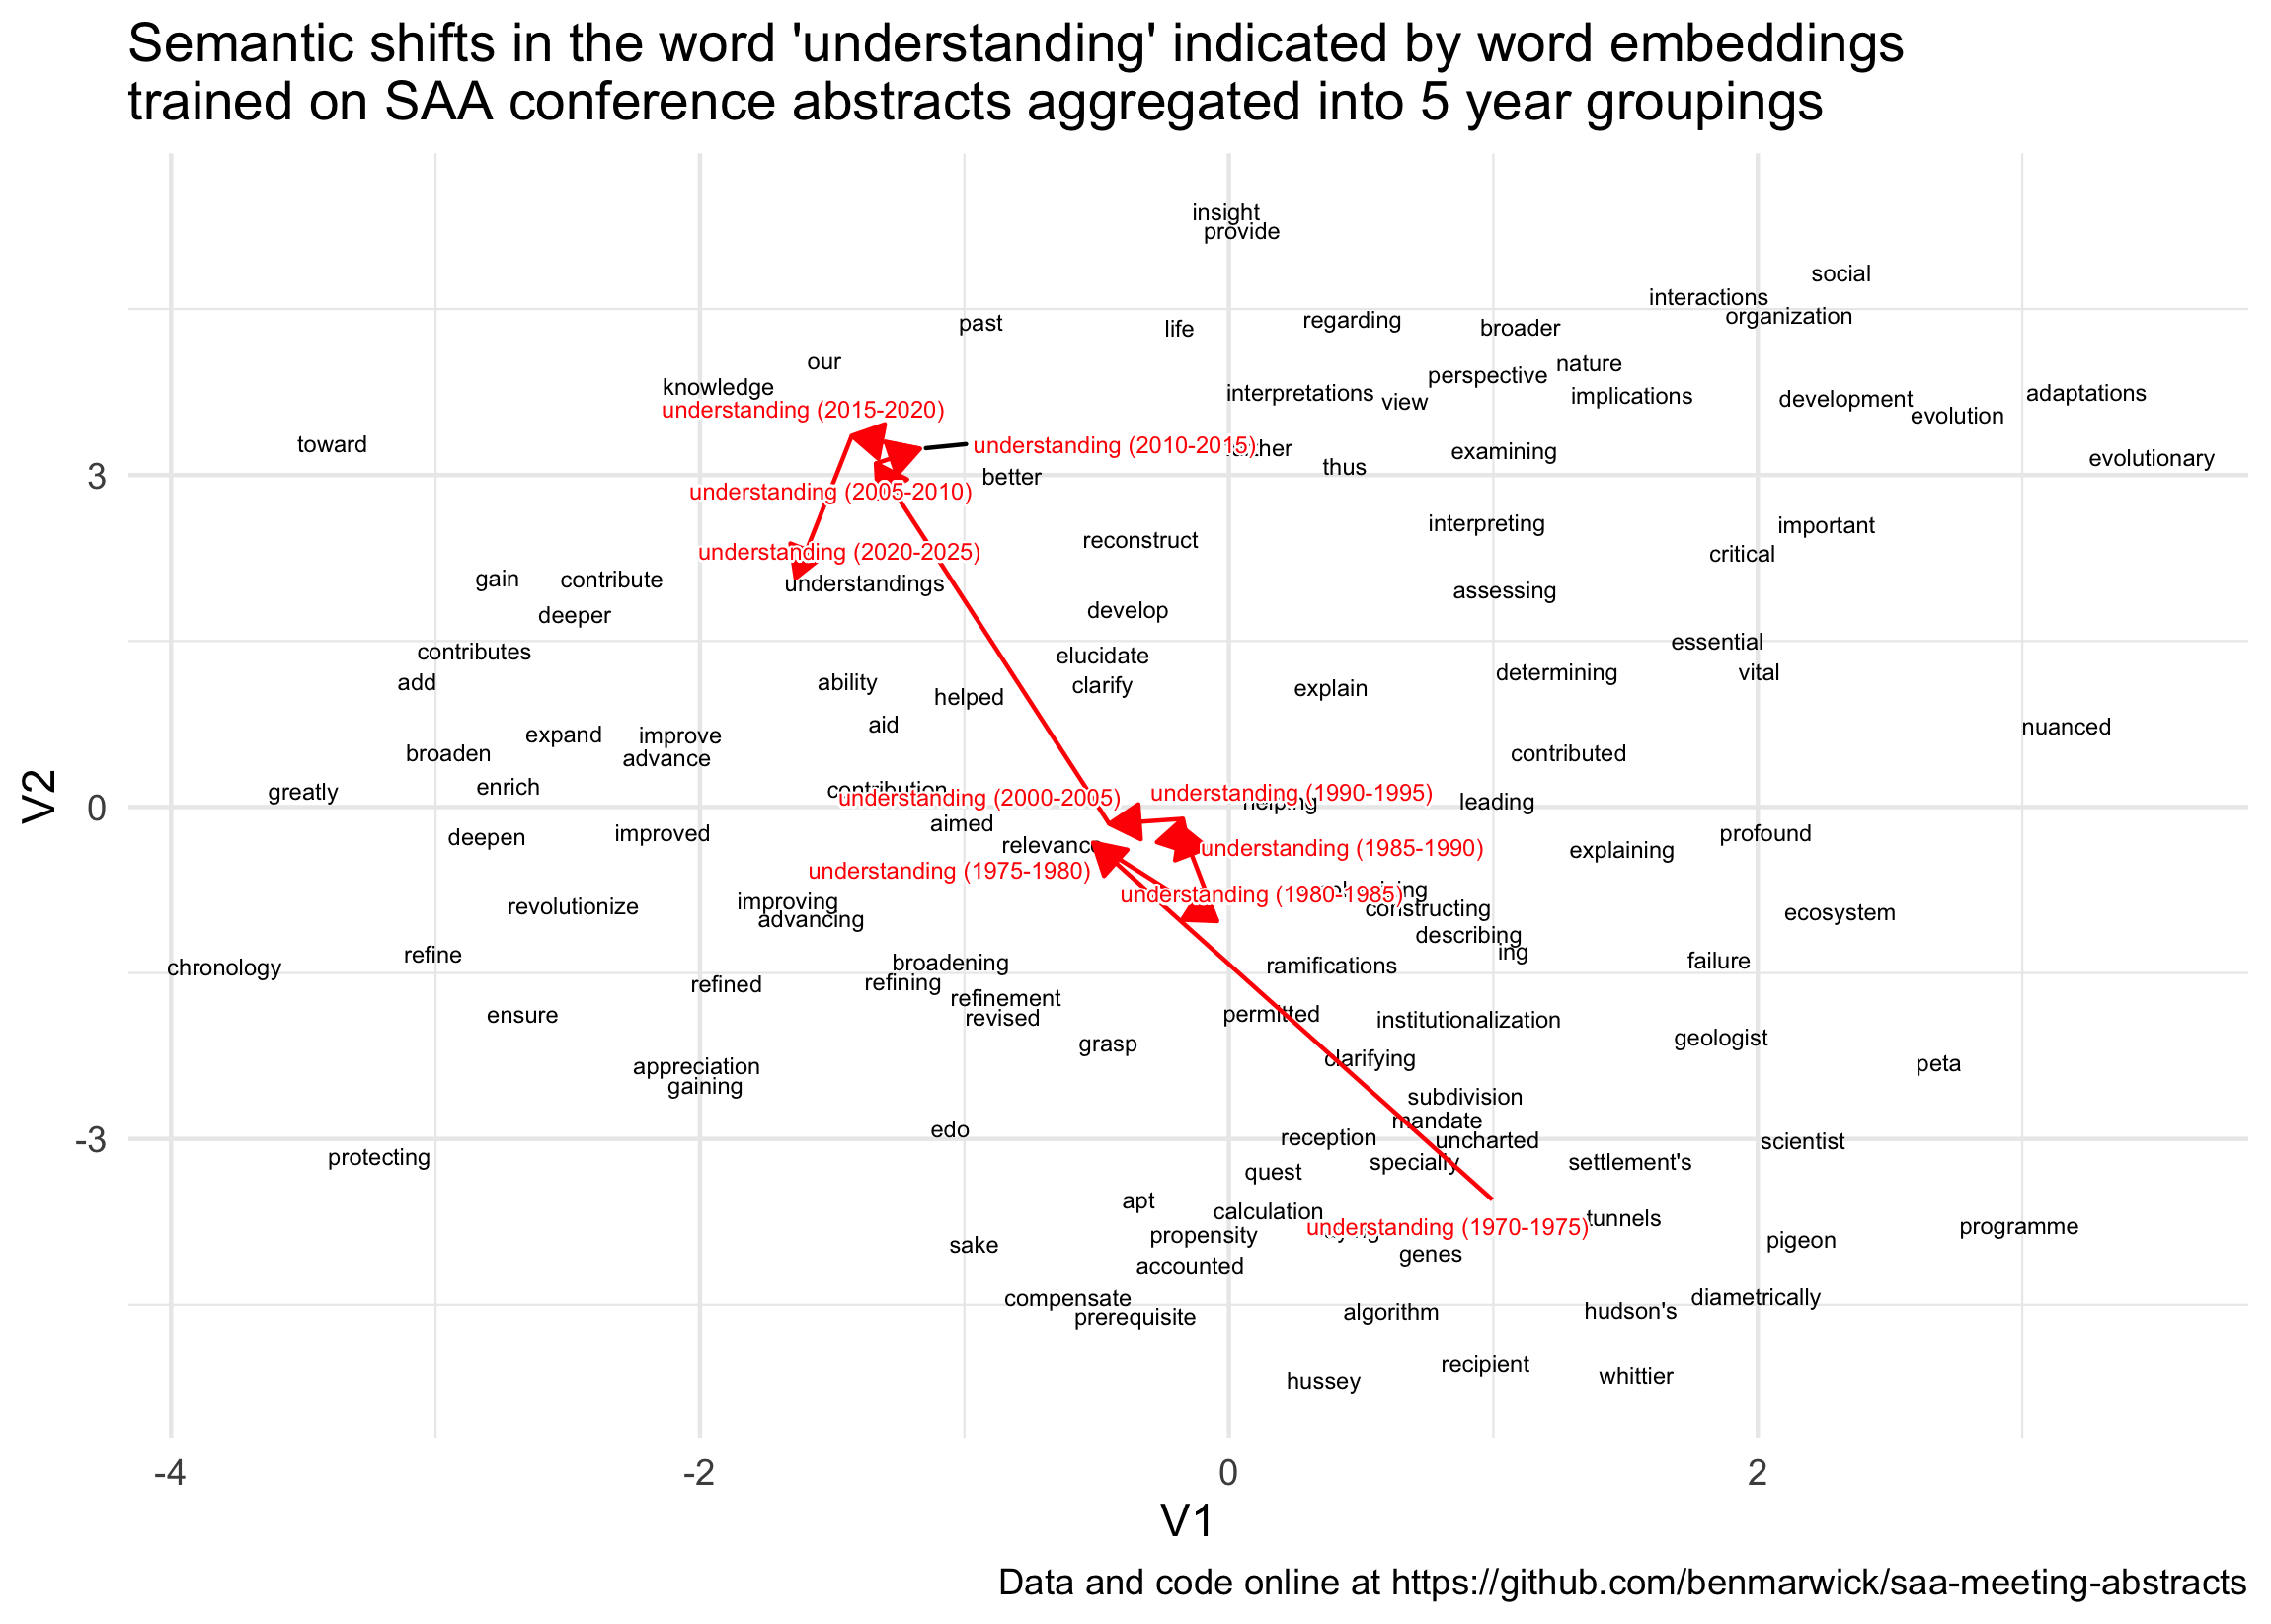 Semantic shifts in the word 'understanding' indicated by word embeddings
trained on SAA conference abstracts aggregated into 5 year groupings
insight
provide
social
interactions
organization
past
life
regarding
broader
our
nature
knowledge
perspective
interpretations
view
implications
development
adaptations
evolution
understanding (2015-2020)
toward
understanding (2010-2015)
examining
evolutionary
thus
3
better
understanding (2005-2010)
interpreting
important
reconstruct
critical
understanding (2020-2025)
gain
contribute
understandings
assessing
deeper
develop
essential
contributes
elucidate
determining
vital
add
ability
clarify
explain
helped
aid
nuanced
expand
improve
broaden
advance
contributed
enrich
greatly
contribution
understanding (2000-2005)
understanding (1990-1995)
helping
leading
V2
0
aimed
deepen
improved
profound
relevance
understanding (1985-1990)
explaining
understanding (1975-1980)
understanding (1980-1985)
revolutionize
improving
advancing
constructing
ecosystem
describing
ing
refine
chronology
broadening
ramifications
failure
refining
refined
refinement
revised
ensure
permitted
institutionalization
grasp
geologist
clarifying
peta
appreciation
gaining
subdivision
mandate
edo
reception
uncharted
scientist
-3
protecting
quest
specially
settlement's
apt
calculation
understanding (1970-1975)
tunnels
programme
propensity
sake
genes
pigeon
accounted
compensate
prerequisite
algorithm
hudson's
diametrically
recipient
hussey
whittier
-4
-2
0
2
V1
Data and code online at https://github.com/benmarwick/saa-meeting-abstracts